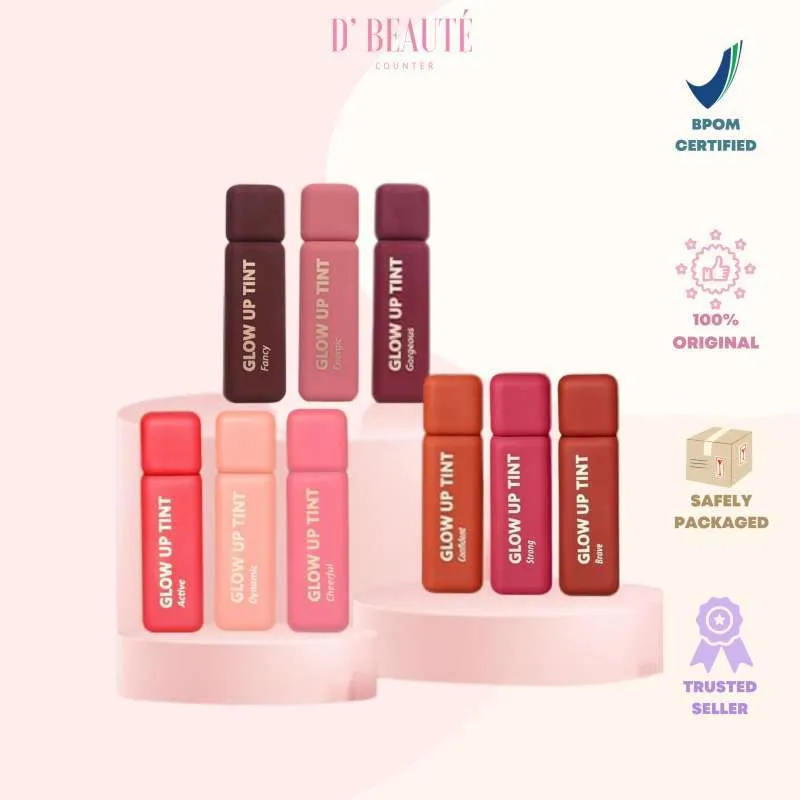 D' BEAUTÉ
COUNTER
BPOM
CERTIFIED
GLOW UP TINT
Fancy
GLOW UP TINT
Energic
GLOW UP TINT
Gorgeous
100%
ORIGINAL
GLOW UP TINT
Active
GLOW UP TINT
Dynamic
GLOW UP TINT
Cheerful
GLOW UP TINT
Confident
GLOW UP TINT
Strong
GLOW UP TINT
Brave
SAFELY
PACKAGED
TRUSTED
SELLER